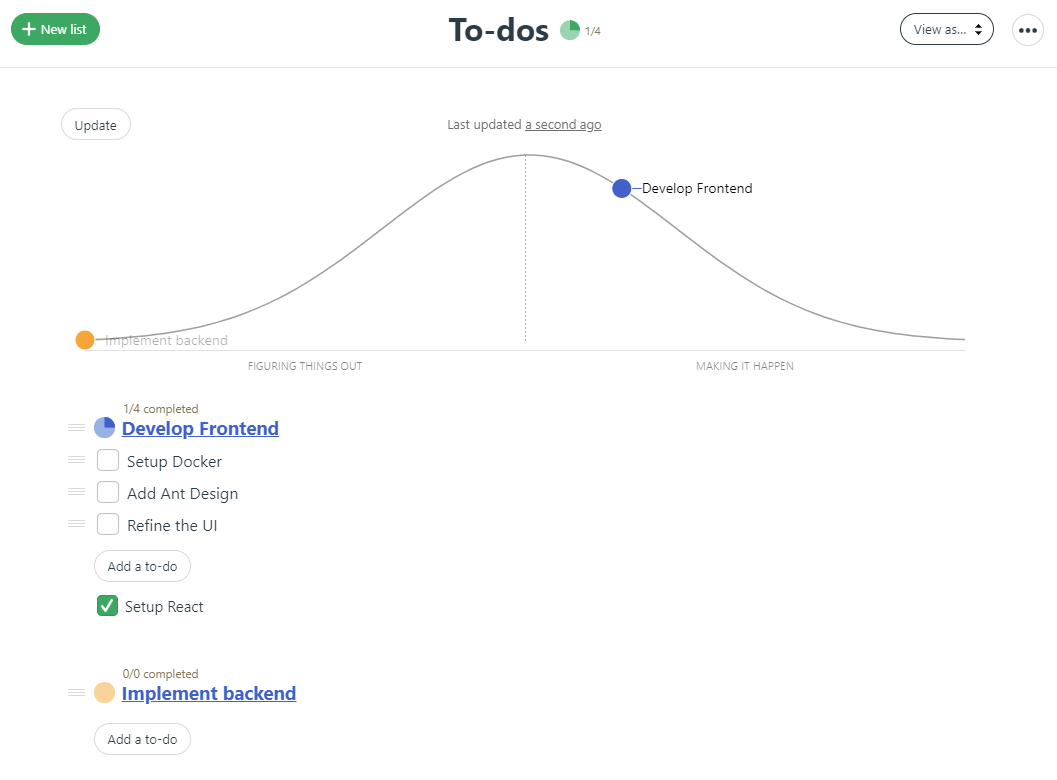 New list
To-dos 1/4
View as...
Update
Last updated a second ago
Develop Frontend
Implement backend
FIGURING THINGS OUT
MAKING IT HAPPEN
1/4 completed
Develop Frontend
Setup Docker
Add Ant Design
Refine the UI
Add a to-do
Setup React
0/0 completed
Implement backend
Add a to-do